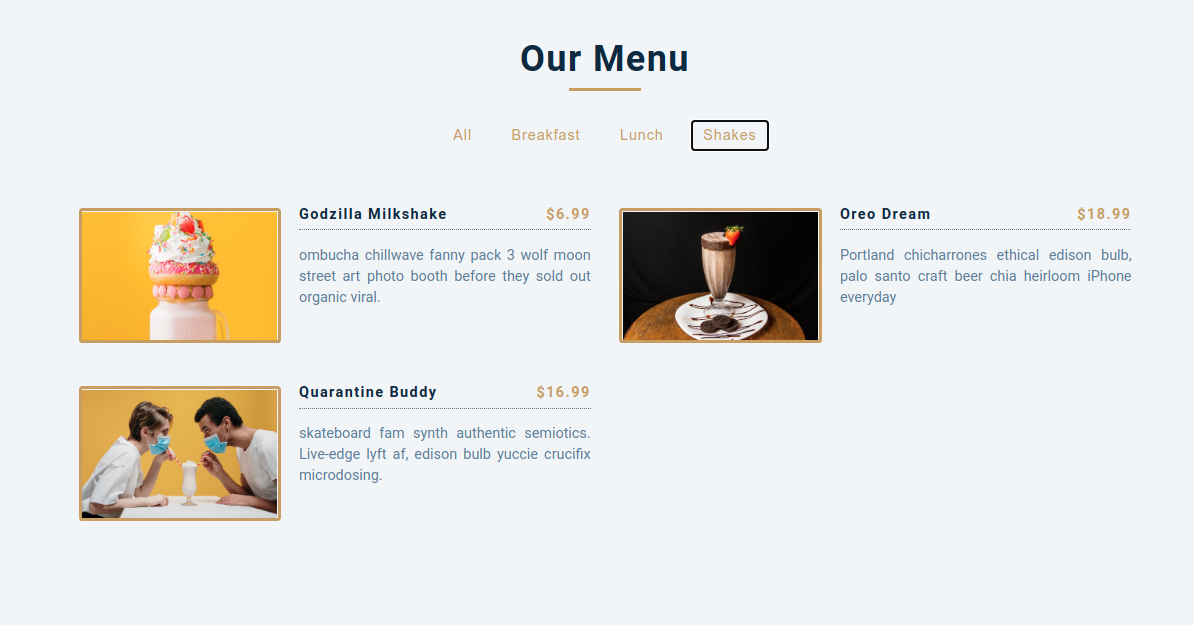 Our Menu
All Breakfast Lunch Shakes
Godzilla Milkshake $6.99
ombucha chillwave fanny pack 3 wolf moon
street art photo booth before they sold out
organic viral.
Oreo Dream $18.99
Portland chicharrones ethical edison bulb,
palo santo craft beer chia heirloom iPhone
everyday
Quarantine Buddy $16.99
skateboard fam synth authentic semiotics.
Live-edge lyft af, edison bulb yuccie crucifix
microdosing.